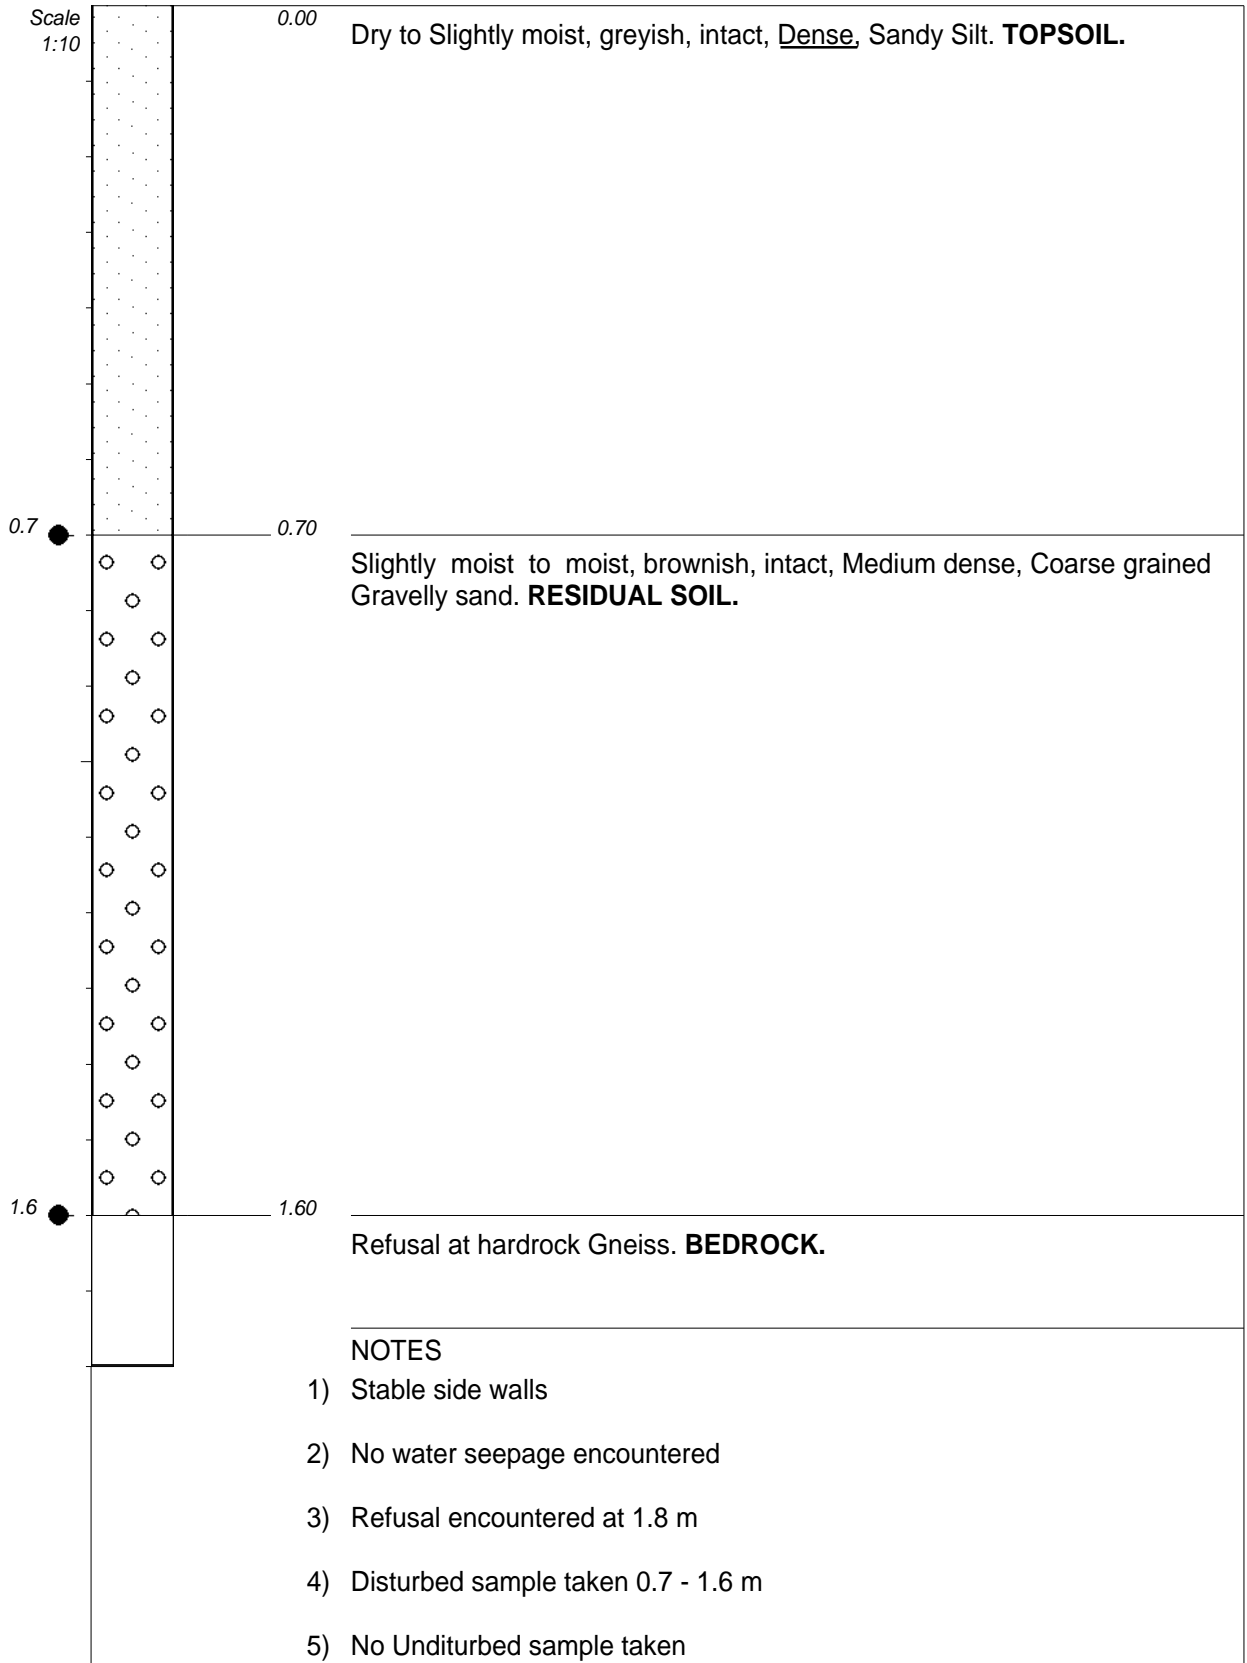 Scale
1:10
0.00
Dry to Slightly moist, greyish, intact, Dense, Sandy Silt. TOPSOIL.
0.7
0.70
Slightly moist to moist, brownish, intact, Medium dense, Coarse grained
Gravelly sand. RESIDUAL SOIL.
1.6
1.60
Refusal at hardrock Gneiss. BEDROCK.
NOTES
1) Stable side walls
2) No water seepage encountered
3) Refusal encountered at 1.8 m
4) Disturbed sample taken 0.7 - 1.6 m
5) No Unditurbed sample taken